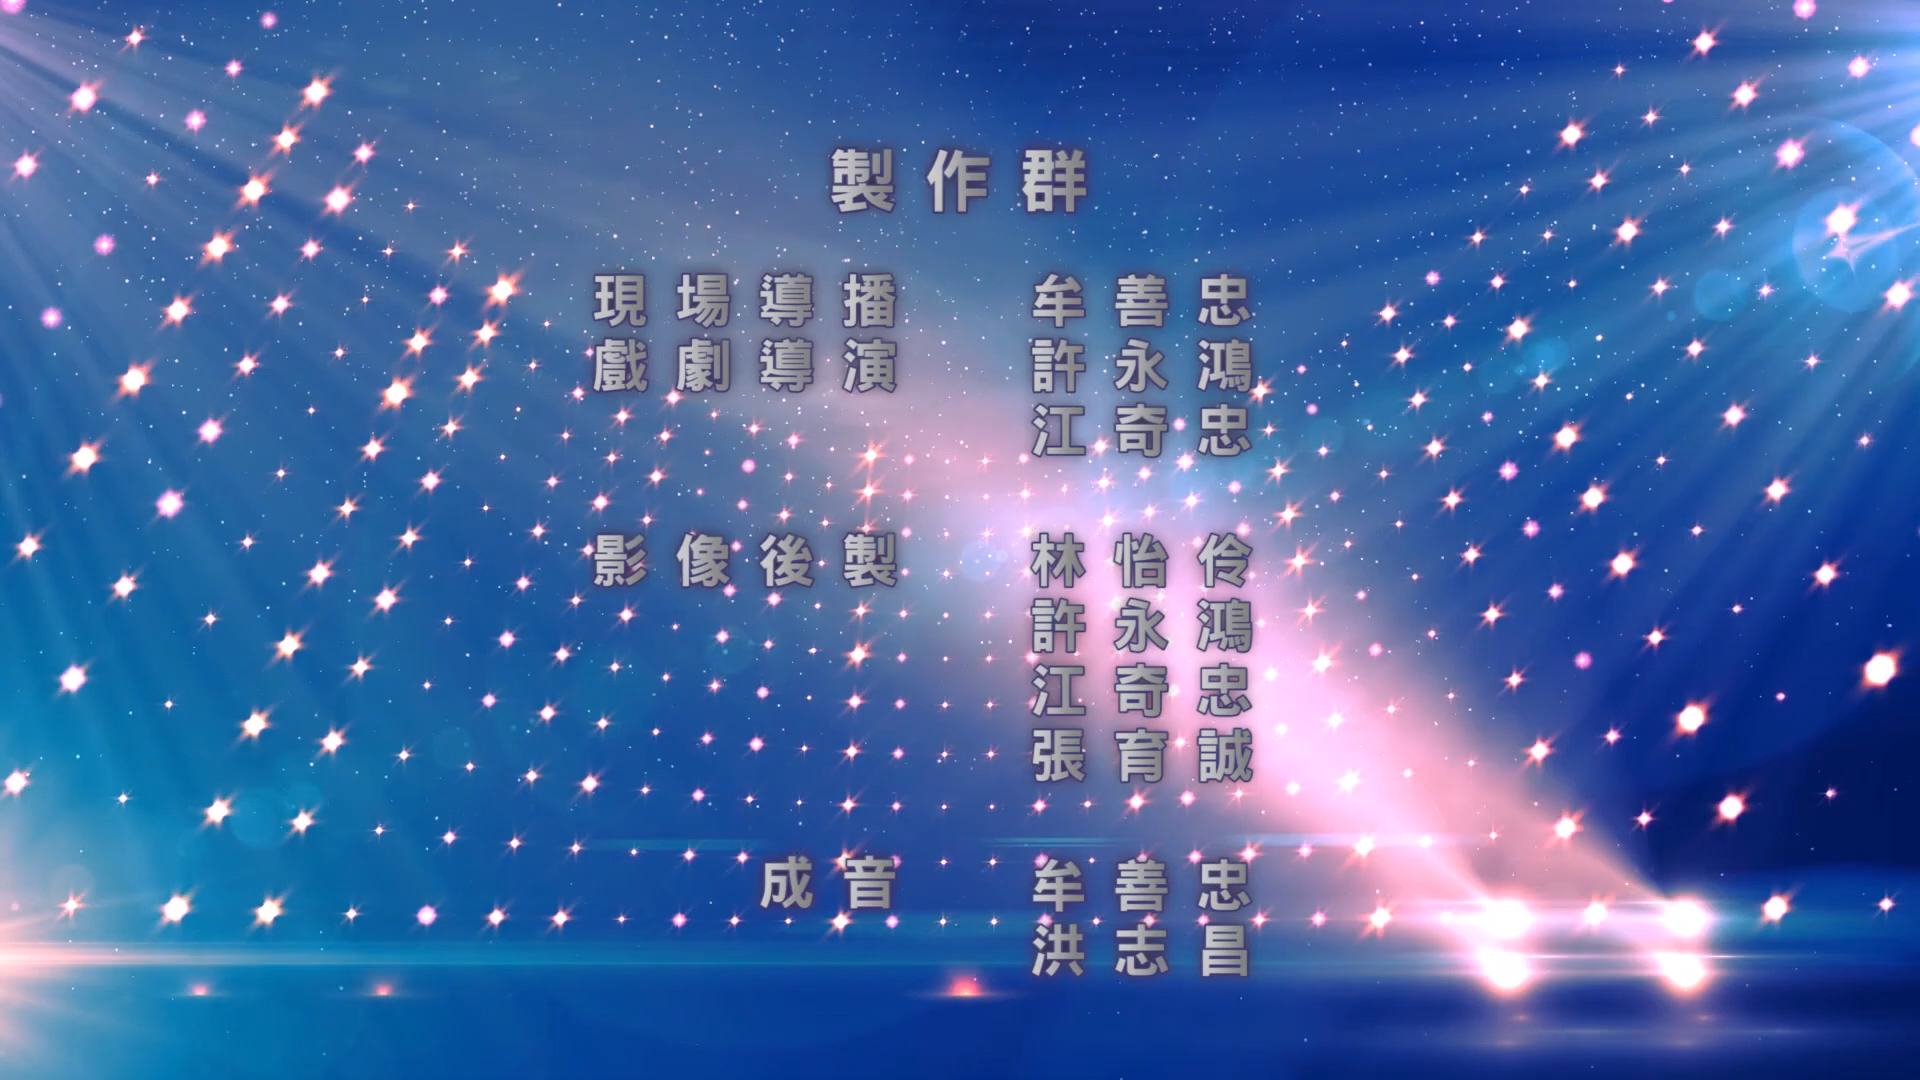 製作群
現場導播 牟善忠
戲劇導演 許永鴻
江奇忠
影像後製 林怡伶
許永鴻
江奇忠
張育誠
成音 牟善忠
洪志昌